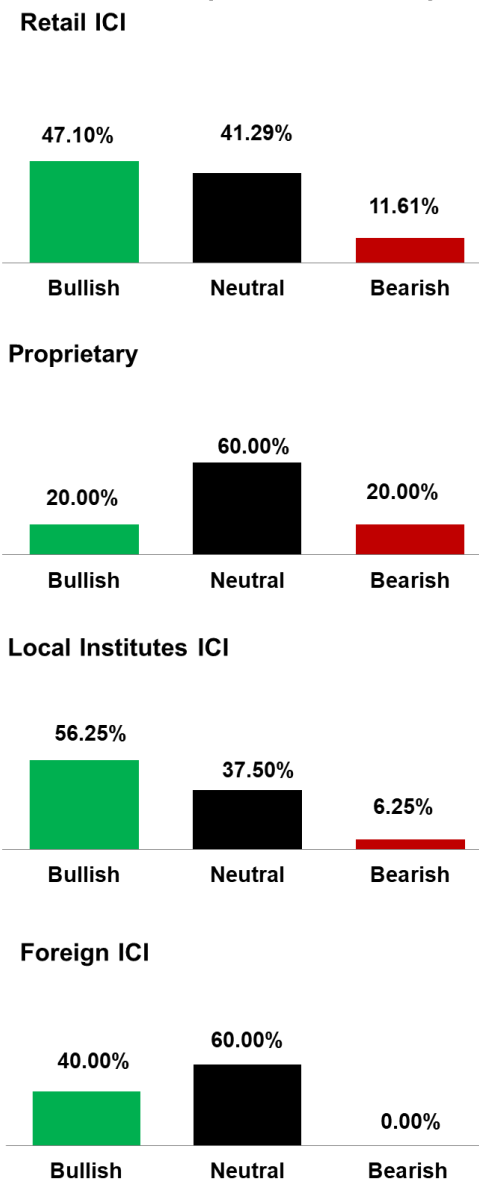 Retail ICI
47.10%
41.29%
11.61%
Bullish
Neutral
Bearish
Proprietary
60.00%
20.00%
20.00%
Bullish
Neutral
Bearish
Local Institutes ICI
56.25%
37.50%
6.25%
Bullish
Neutral
Bearish
Foreign ICI
60.00%
40.00%
0.00%
Bullish
Neutral
Bearish